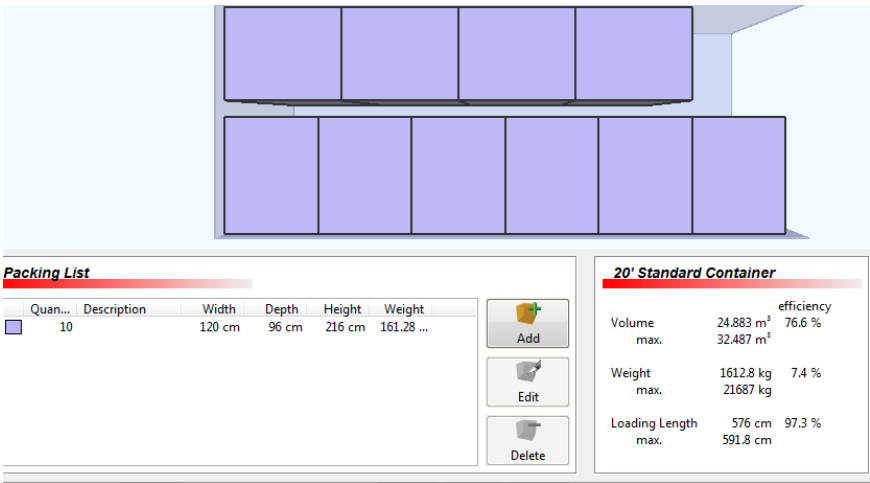 Packing List
Quan... Description Width Depth Height Weight
10 120 cm 96 cm 216 cm 161.28 ...
Add
Edit
Delete
20' Standard Container
efficiency
Volume 24.883 m³ 76.6 %
max. 32.487 m³
Weight 1612.8 kg 7.4 %
max. 21687 kg
Loading Length 576 cm 97.3 %
max. 591.8 cm